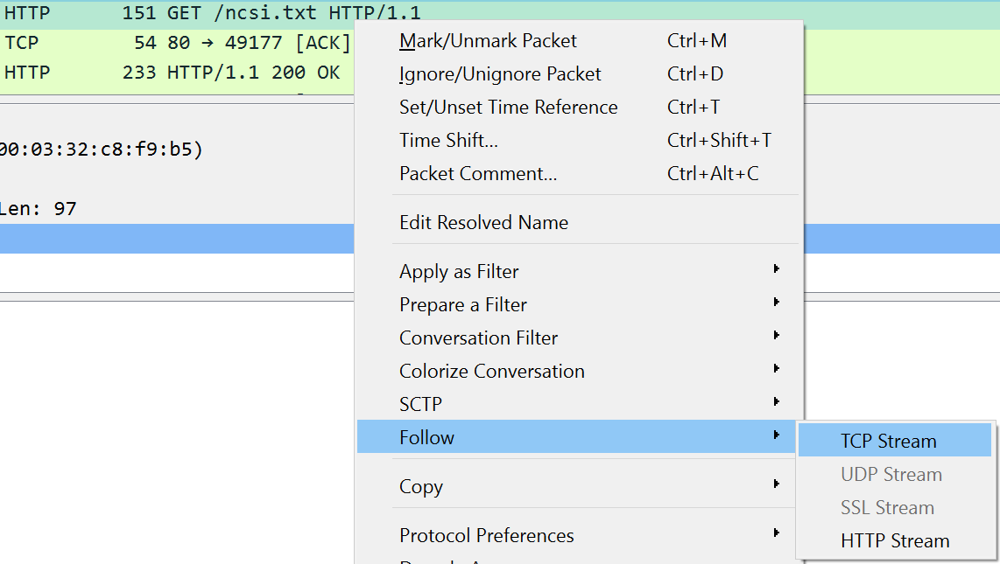 HTTP 151 GET /ncsi.txt HTTP/1.1
TCP 54 80 → 49177 [ACK]
HTTP 233 HTTP/1.1 200 OK
00:03:32:c8:f9:b5)
Len: 97
Mark/Unmark Packet Ctrl+M
Ignore/Unignore Packet Ctrl+D
Set/Unset Time Reference Ctrl+T
Time Shift... Ctrl+Shift+T
Packet Comment... Ctrl+Alt+C
Edit Resolved Name
Apply as Filter
Prepare a Filter
Conversation Filter
Colorize Conversation
SCTP
Follow
TCP Stream
UDP Stream
SSL Stream
HTTP Stream
Copy
Protocol Preferences